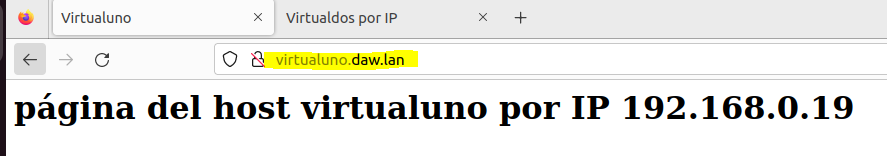 Virtualuno
Virtualdos por IP
virtualuno.daw.lan
página del host virtualuno por IP 192.168.0.19